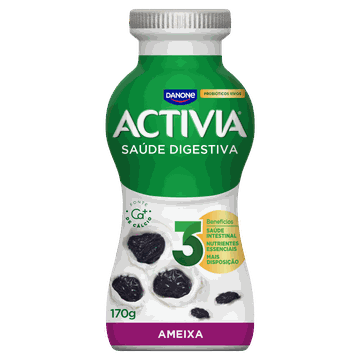 DANONE
PROBIÓTICOS VIVOS
ACTIVIA
SAÚDE DIGESTIVA
FONTE
Ca
DE CÁLCIO
3
Benefícios
SAÚDE
INTESTINAL
NUTRIENTES
ESSENCIAIS
MAIS
DISPOSIÇÃO
170g
AMEIXA